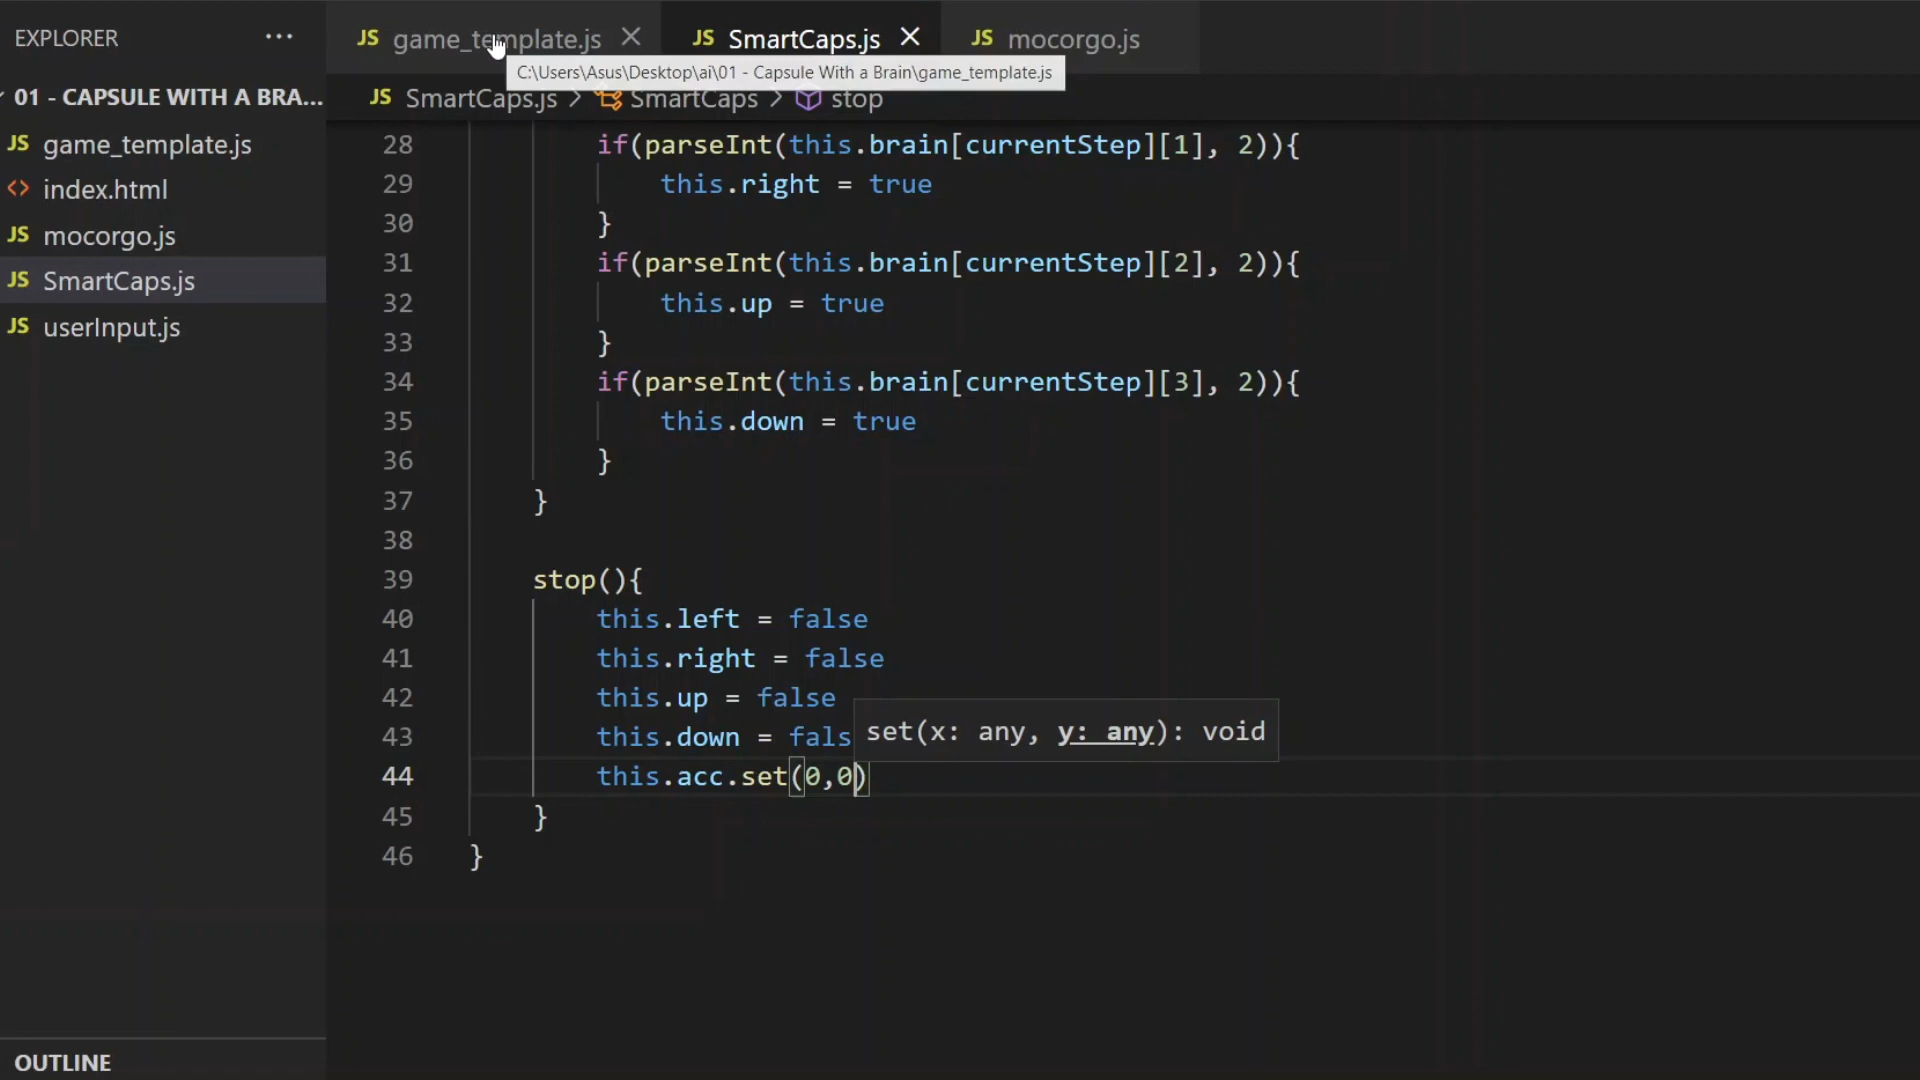 EXPLORER ...
JS game_template.js JS SmartCaps.js JS mocorgo.js
C:\Users\Asus\Desktop\ai\01 - Capsule With a Brain\game_template.js
01 - CAPSULE WITH A BRA...
JS SmartCaps.js > SmartCaps > stop
JS game_template.js
<> index.html
JS mocorgo.js
JS SmartCaps.js
JS userInput.js
28 if(parseInt(this.brain[currentStep][1], 2)){
29 this.right = true
30 }
31 if(parseInt(this.brain[currentStep][2], 2)){
32 this.up = true
33 }
34 if(parseInt(this.brain[currentStep][3], 2)){
35 this.down = true
36 }
37 }
38
39 stop(){
40 this.left = false
41 this.right = false
42 this.up = false
43 this.down = fals
set(x: any, y: any): void
44 this.acc.set(0,0)
45 }
46 }
OUTLINE